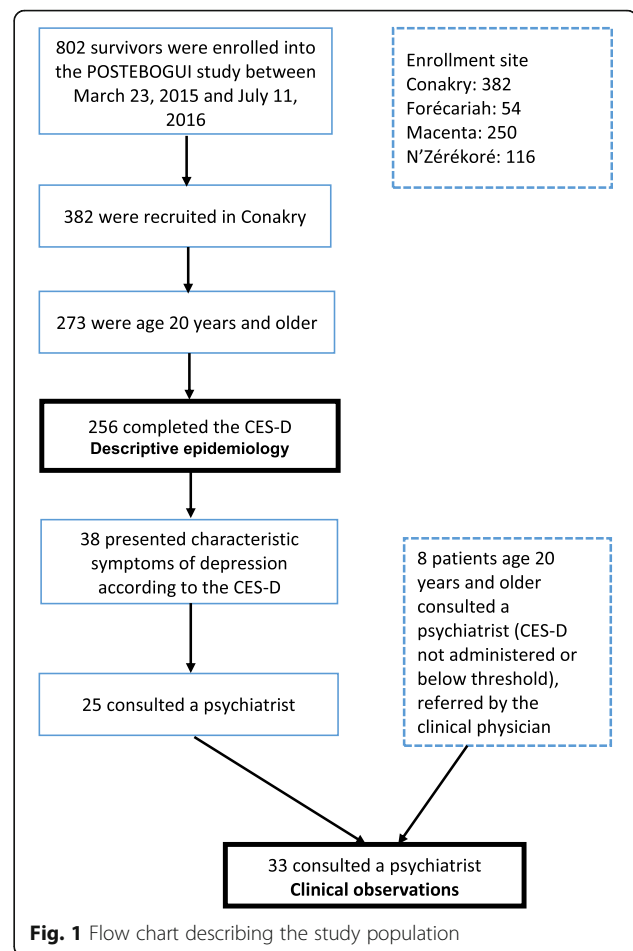 802 survivors were enrolled into
the POSTEBOGUI study between
March 23, 2015 and July 11,
2016
Enrollment site
Conakry: 382
Forécariah: 54
Macenta: 250
N’Zérékoré: 116
382 were recruited in Conakry
273 were age 20 years and older
256 completed the CES-D
Descriptive epidemiology
38 presented characteristic
symptoms of depression
according to the CES-D
8 patients age 20
years and older
consulted a
psychiatrist (CES-D
not administered or
below threshold),
referred by the
clinical physician
25 consulted a psychiatrist
33 consulted a psychiatrist
Clinical observations
Fig. 1 Flow chart describing the study population